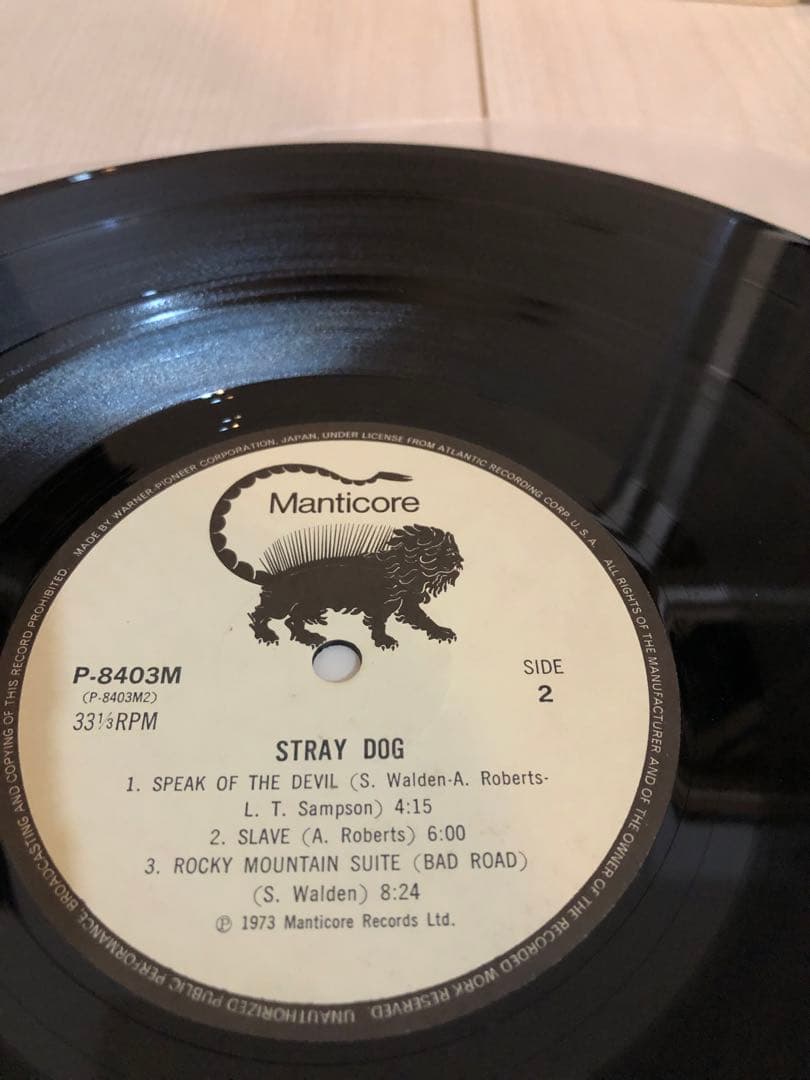 MADE BY WARNER-PIONEER CORPORATION, JAPAN, UNDER LICENSE FROM ATLANTIC RECORDING CORP. U.S.A. ALL RIGHTS OF THE MANUFACTURER AND OF THE OWNER OF THE RECORDED WORK RESERVED UNAUTHORIZED PUBLIC PERFORMANCE BROADCASTING AND COPYING OF THIS RECORD PROHIBITED.
Manticore
P-8403M
(P-8403M2)
33⅓RPM
SIDE
2
STRAY DOG
1. SPEAK OF THE DEVIL (S. Walden-A. Roberts-
L. T. Sampson) 4:15
2. SLAVE (A. Roberts) 6:00
3. ROCKY MOUNTAIN SUITE (BAD ROAD)
(S. Walden) 8:24
℗ 1973 Manticore Records Ltd.